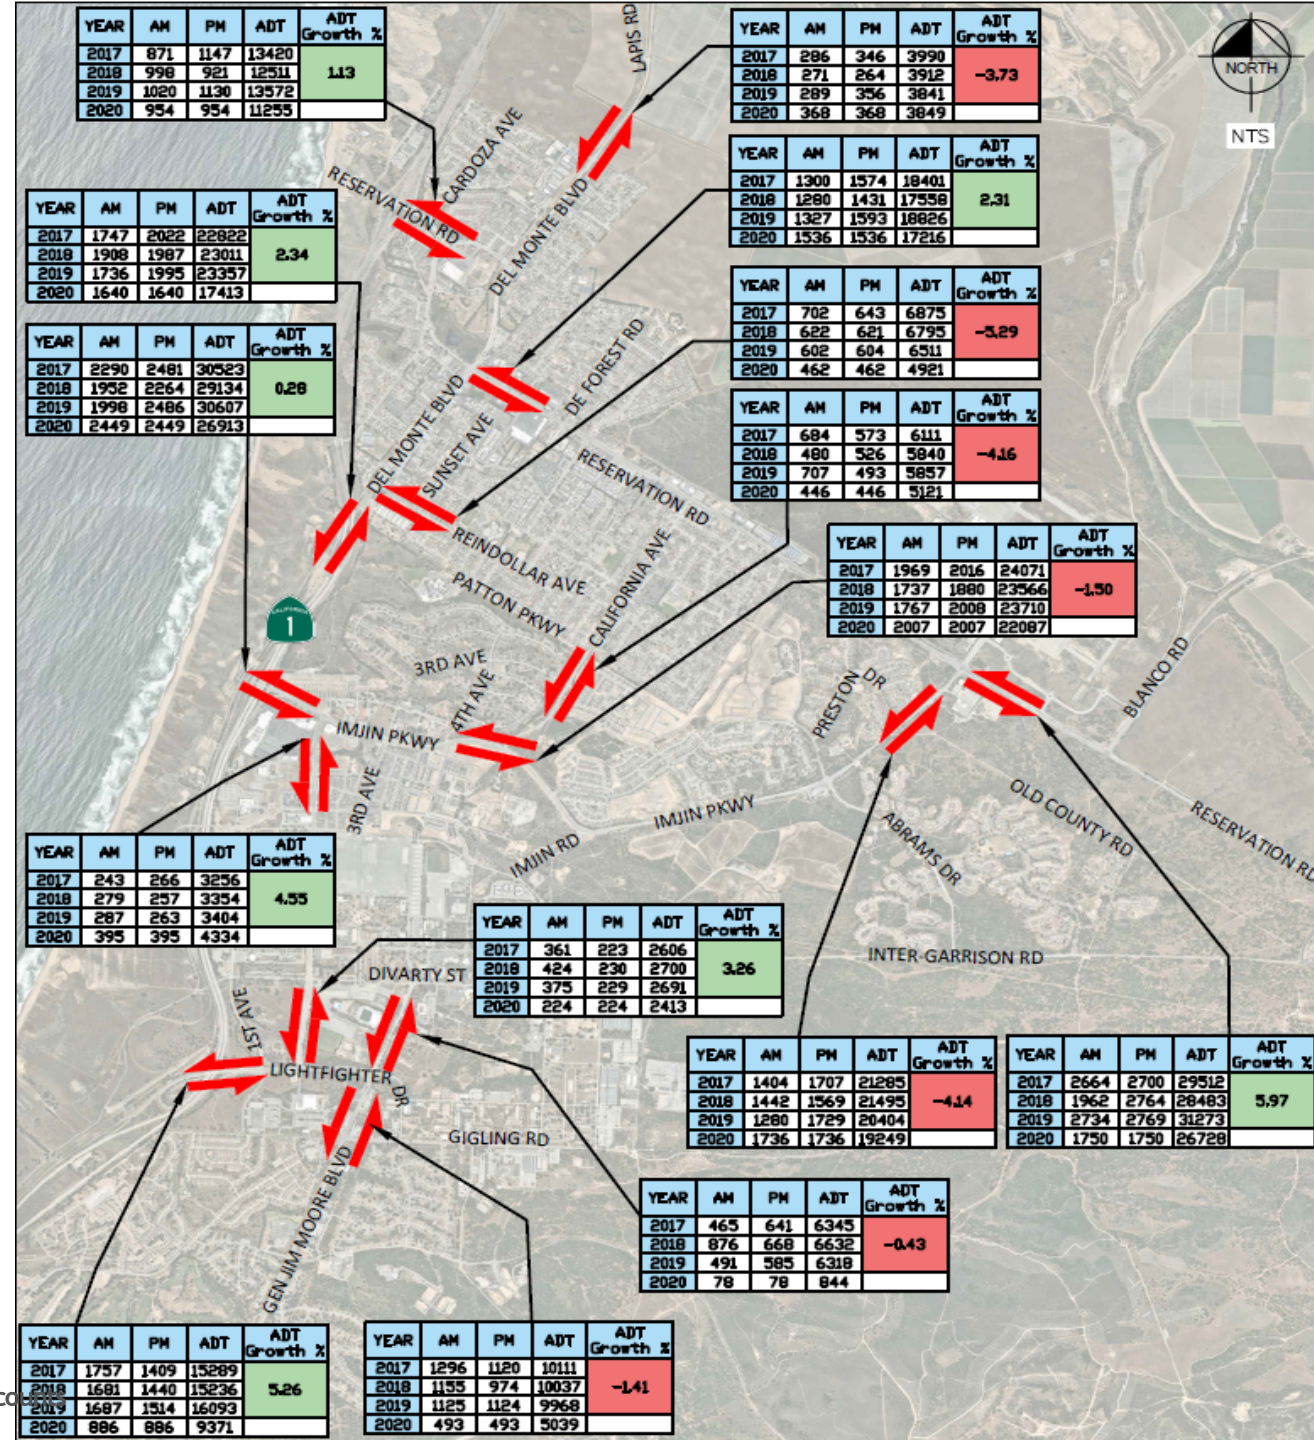 YEAR AM PM ADT ADT Growth %
2017 871 1147 13420 1.13
2018 998 921 12511
2019 1020 1130 13572
2020 954 954 11255
YEAR AM PM ADT ADT Growth %
2017 286 346 3990 -3.73
2018 271 264 3912
2019 289 356 3841
2020 368 368 3849
NORTH
NTS
LAPIS RD
CARDOZA AVE
RESERVATION RD
DEL MONTE BLVD
YEAR AM PM ADT ADT Growth %
2017 1300 1574 18401 2.31
2018 1280 1431 17558
2019 1327 1593 18826
2020 1536 1536 17216
YEAR AM PM ADT ADT Growth %
2017 1747 2022 22822 2.34
2018 1908 1987 23011
2019 1736 1995 23357
2020 1640 1640 17413
YEAR AM PM ADT ADT Growth %
2017 702 643 6875 -5.29
2018 622 621 6795
2019 602 604 6511
2020 462 462 4921
YEAR AM PM ADT ADT Growth %
2017 2290 2481 30523 0.28
2018 1952 2264 29134
2019 1998 2486 30607
2020 2449 2449 26913
DE FOREST RD
DEL MONTE BLVD
SUNSET AVE
RESERVATION RD
YEAR AM PM ADT ADT Growth %
2017 684 573 6111 -4.16
2018 480 526 5840
2019 707 493 5857
2020 446 446 5121
REINDOLLAR AVE
PATTON PKWY
CALIFORNIA AVE
CALIFORNIA
1
YEAR AM PM ADT ADT Growth %
2017 1969 2016 24071 -1.50
2018 1737 1880 23566
2019 1767 2008 23710
2020 2007 2007 22087
3RD AVE
4TH AVE
PRESTON DR
BLANCO RD
IMJIN PKWY
3RD AVE
IMJIN RD
IMJIN PKWY
ABRAMS DR
OLD COUNTY RD
RESERVATION RD
YEAR AM PM ADT ADT Growth %
2017 243 266 3256 4.55
2018 279 257 3354
2019 287 263 3404
2020 395 395 4334
YEAR AM PM ADT ADT Growth %
2017 361 223 2606 3.26
2018 424 230 2700
2019 375 229 2691
2020 224 224 2413
INTER-GARRISON RD
DIVARTY ST
1ST AVE
LIGHTFIGHTER DR
GIGLING RD
GEN JIM MOORE BLVD
YEAR AM PM ADT ADT Growth %
2017 1404 1707 21285 -4.14
2018 1442 1569 21495
2019 1280 1729 20404
2020 1736 1736 19249
YEAR AM PM ADT ADT Growth %
2017 2664 2700 29512 5.97
2018 1962 2764 28483
2019 2734 2769 31273
2020 1750 1750 26728
YEAR AM PM ADT ADT Growth %
2017 465 641 6345 -0.43
2018 876 668 6632
2019 491 585 6318
2020 78 78 844
YEAR AM PM ADT ADT Growth %
2017 1757 1409 15289 5.26
2018 1681 1440 15236
2019 1687 1514 16093
2020 886 886 9371
YEAR AM PM ADT ADT Growth %
2017 1296 1120 10111 -1.41
2018 1155 974 10037
2019 1125 1124 9968
2020 493 493 5039
counts